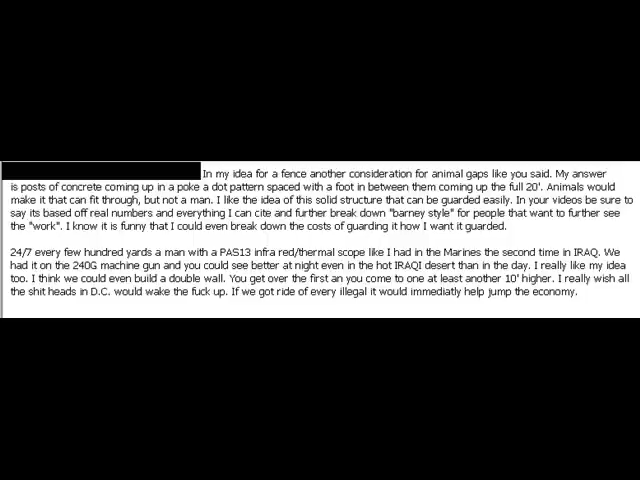 In my idea for a fence another consideration for animal gaps like you said. My answer
is posts of concrete coming up in a poke a dot pattern spaced with a foot in between them coming up the full 20'. Animals would
make it that can fit through, but not a man. I like the idea of this solid structure that can be guarded easily. In your videos be sure to
say its based off real numbers and everything I can cite and further break down "barney style" for people that want to further see
the "work". I know it is funny that I could even break down the costs of guarding it how I want it guarded.
24/7 every few hundred yards a man with a PAS13 infra red/thermal scope like I had in the Marines the second time in IRAQ. We
had it on the 240G machine gun and you could see better at night even in the hot IRAQI desert than in the day. I really like my idea
too. I think we could even build a double wall. You get over the first an you come to one at least another 10' higher. I really wish all
the shit heads in D.C. would wake the fuck up. If we got ride of every illegal it would immediatly help jump the economy.